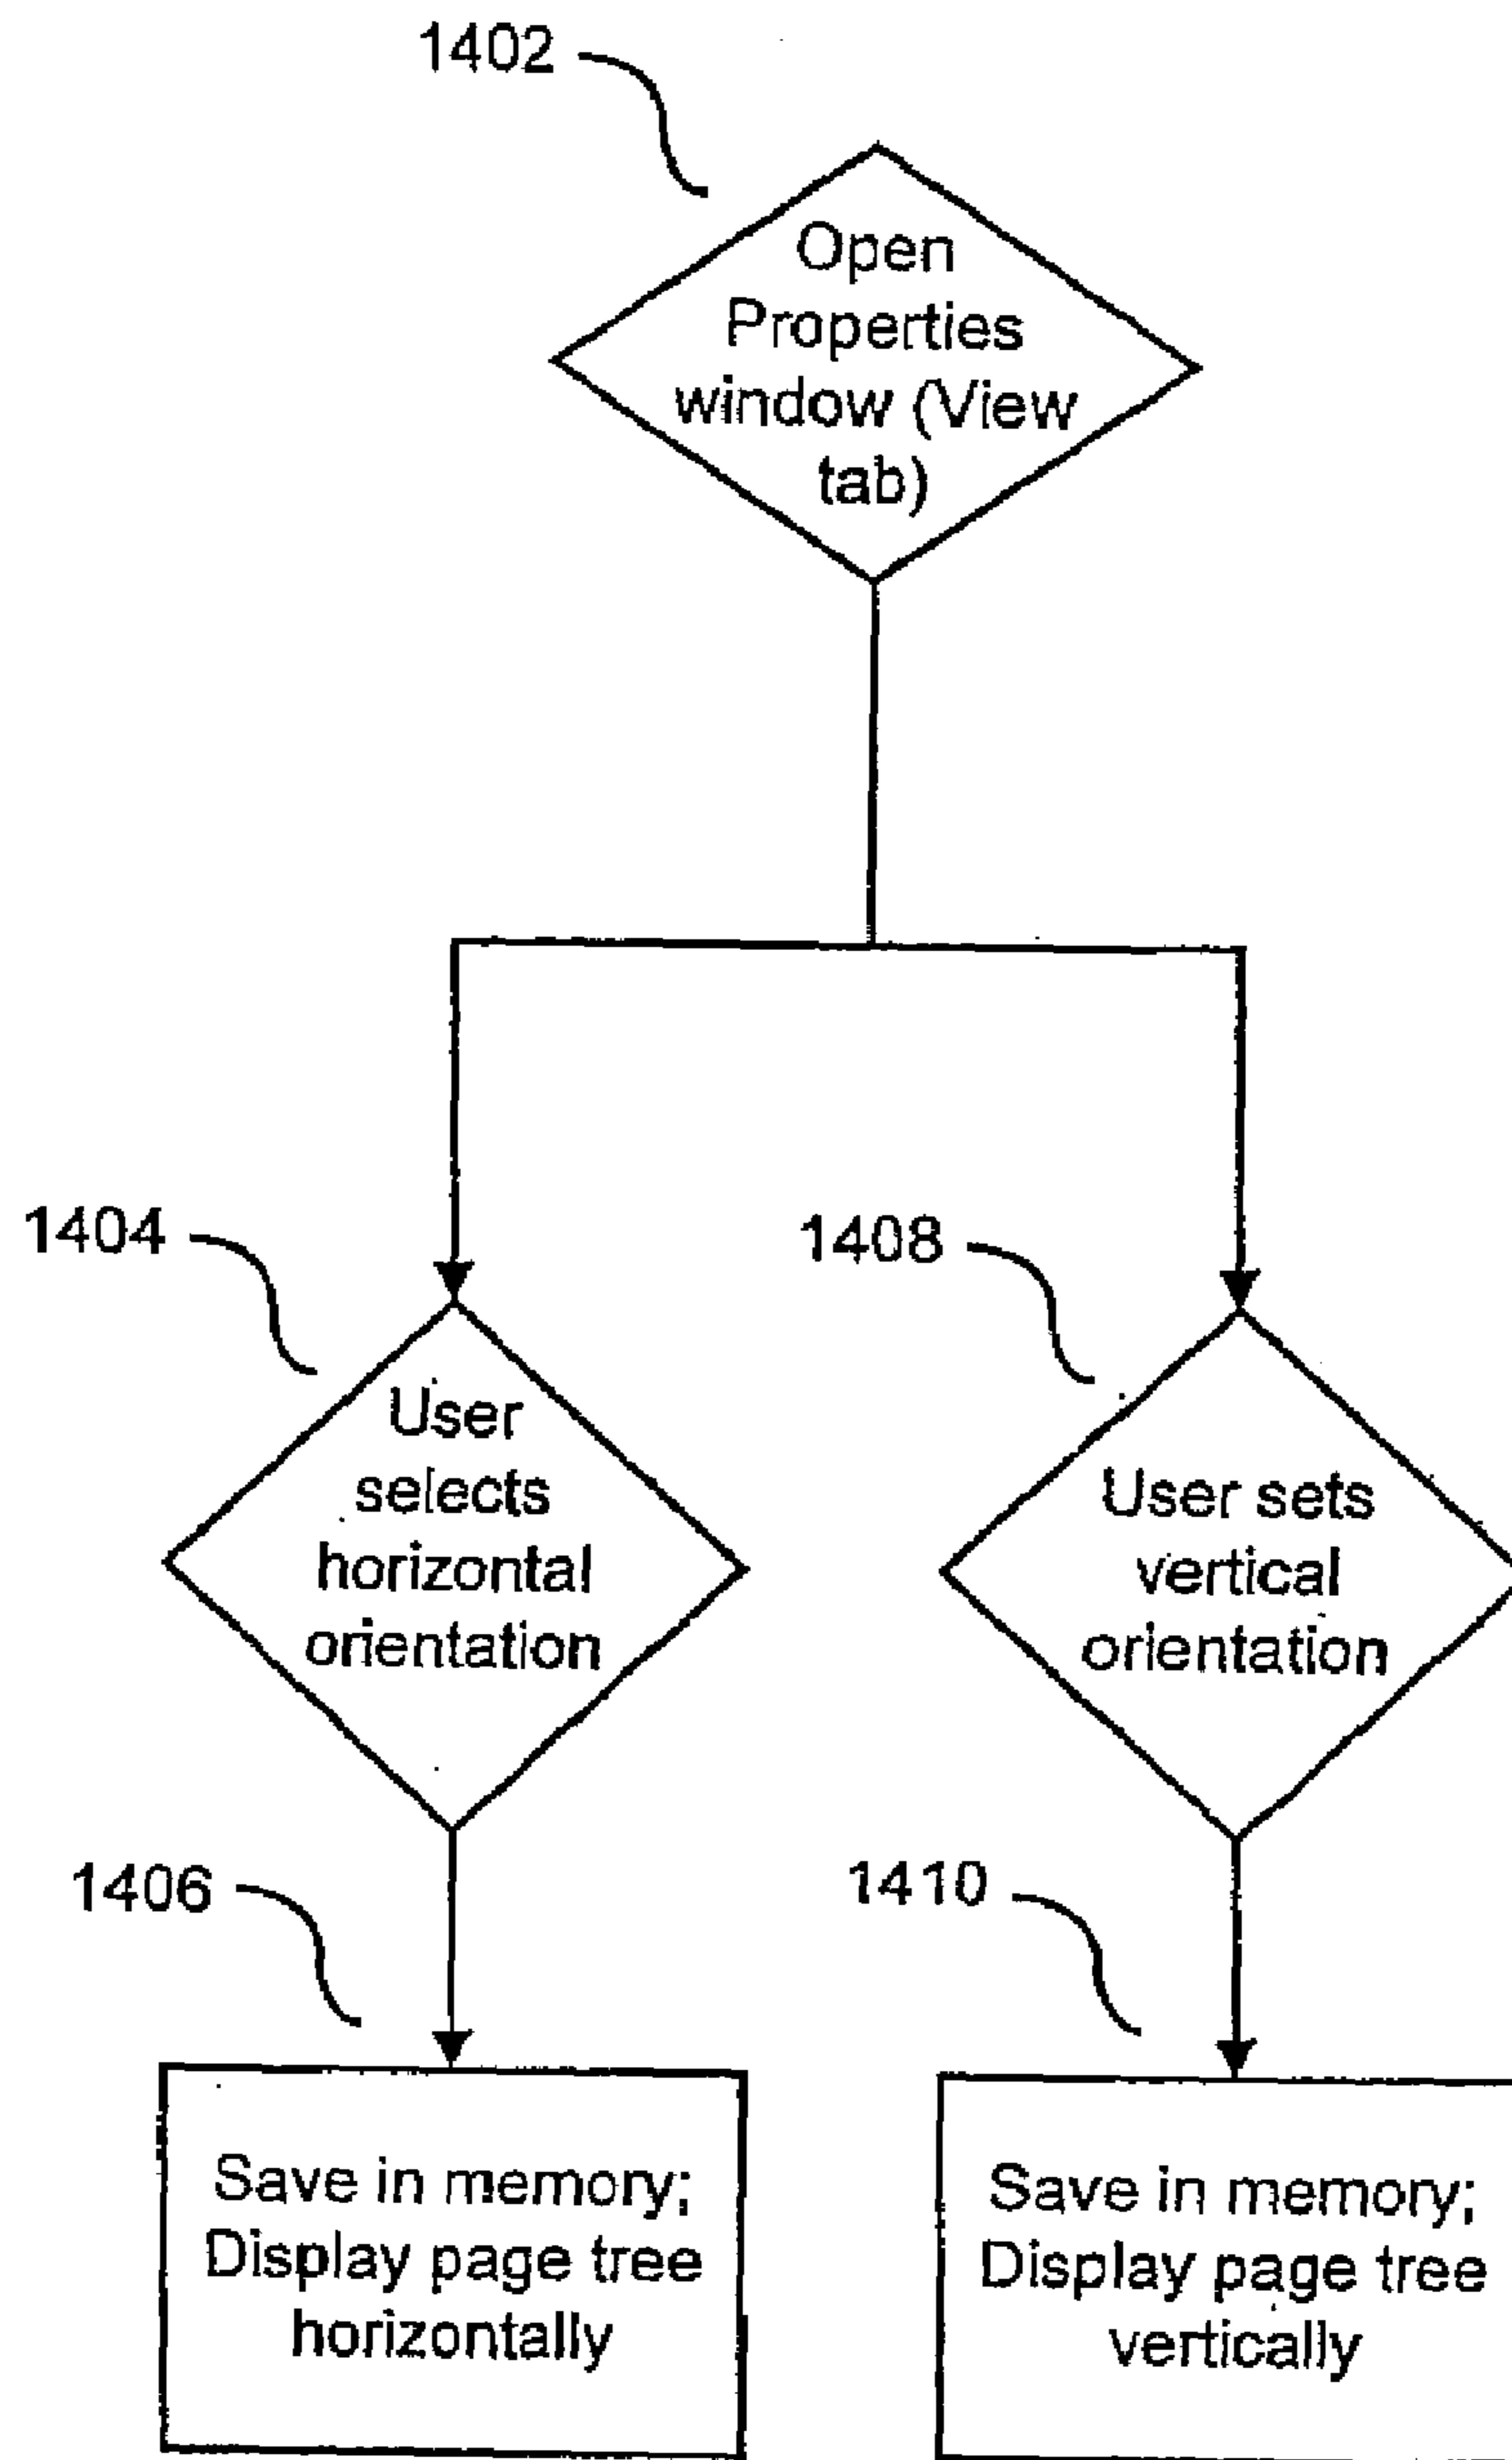 1402
Open
Properties
window (View
tab)
1404
User
selects
horizontal
orientation
1408
User sets
vertical
orientation
1406
Save in memory;
Display page tree
horizontally
1410
Save in memory;
Display page tree
vertically